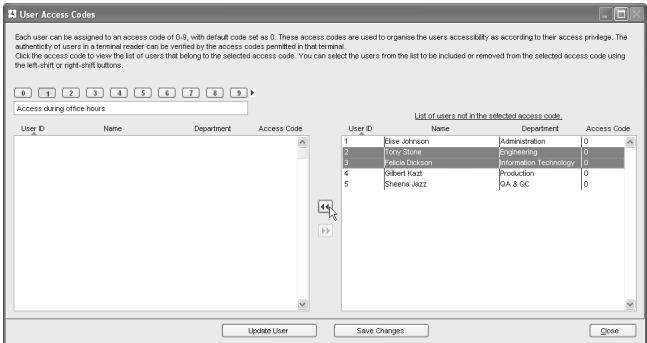 User Access Codes
Each user can be assigned to an access code of 0-9, with default code set as 0. These access codes are used to organise the users accessibility as according to their access privilege. The
authenticity of users in a terminal reader can be verified by the access codes permitted in that terminal.
Click the access code to view the list of users that belong to the selected access code. You can select the users from the list to be included or removed from the selected access code using
the left-shift or right-shift buttons.
0 1 2 3 4 5 6 7 8 9
Access during office hours
List of users not in the selected access code.
User ID Name Department Access Code
User ID Name Department Access Code
1 Elise Johnson Administration 0
2 Tony Stone Engineering 0
3 Felicia Dickson Information Technology 0
4 Gilbert Kazt Production 0
5 Sheena Jazz QA & QC 0
Update User Save Changes Close